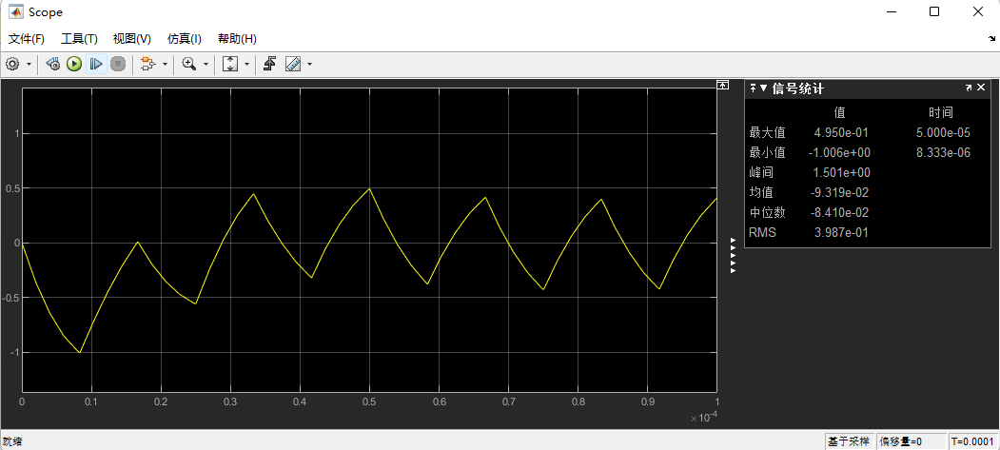 Scope
文件(F) 工具(T) 视图(V) 仿真(I) 帮助(H)
1
0.5
0
-0.5
-1
0 0.1 0.2 0.3 0.4 0.5 0.6 0.7 0.8 0.9 1
×10⁻⁴
信号统计
值 时间
最大值 4.950e-01 5.000e-05
最小值 -1.006e+00 8.333e-06
峰间 1.501e+00
均值 -9.319e-02
中位数 -8.410e-02
RMS 3.987e-01
就绪 基于采样 偏移量=0 T=0.0001